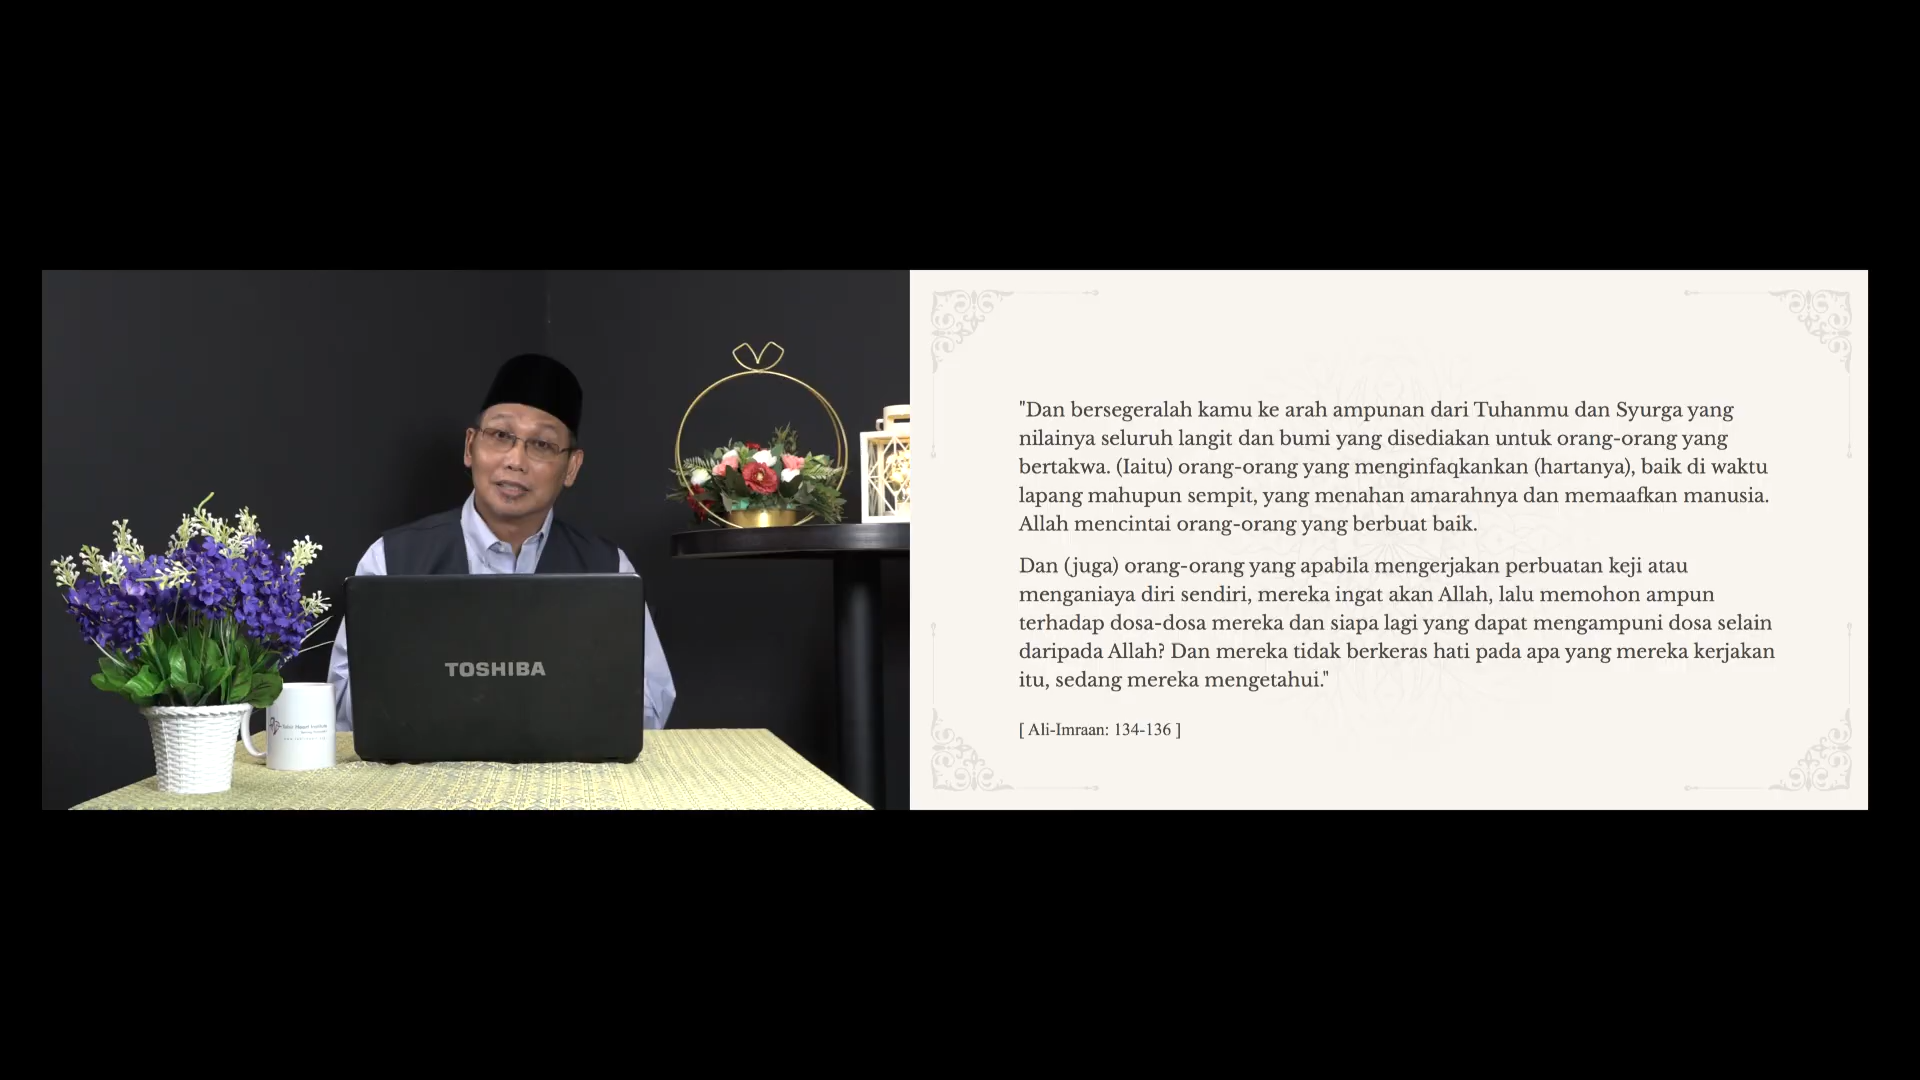 "Dan bersegeralah kamu ke arah ampunan dari Tuhanmu dan Syurga yang
nilainya seluruh langit dan bumi yang disediakan untuk orang-orang yang
bertakwa. (Iaitu) orang-orang yang menginfaqkankan (hartanya), baik di waktu
lapang mahupun sempit, yang menahan amarahnya dan memaafkan manusia.
Allah mencintai orang-orang yang berbuat baik.
Dan (juga) orang-orang yang apabila mengerjakan perbuatan keji atau
menganiaya diri sendiri, mereka ingat akan Allah, lalu memohon ampun
terhadap dosa-dosa mereka dan siapa lagi yang dapat mengampuni dosa selain
daripada Allah? Dan mereka tidak berkeras hati pada apa yang mereka kerjakan
itu, sedang mereka mengetahui."
[ Ali-Imraan: 134-136 ]
TOSHIBA